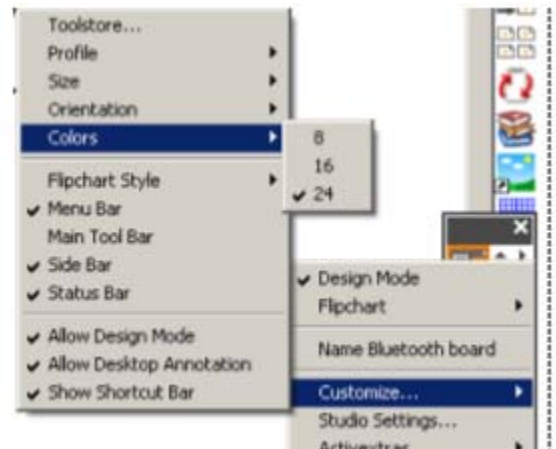 Toolstore...
Profile
Size
Orientation
Colors
Flipchart Style
Menu Bar
Main Tool Bar
Side Bar
Status Bar
Allow Design Mode
Allow Desktop Annotation
Show Shortcut Bar
8
16
24
Design Mode
Flipchart
Name Bluetooth board
Customize...
Studio Settings...
Activextras